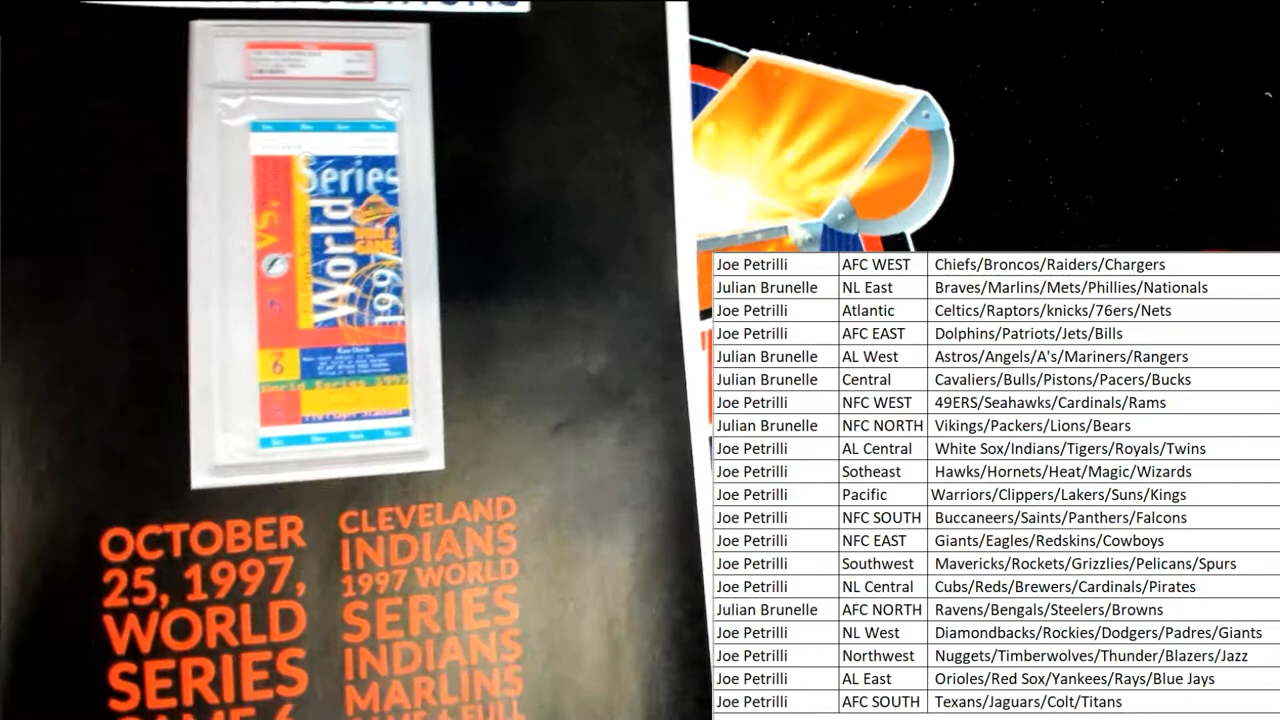 VS.
World
Series
1997
6
World Series
OCTOBER
25, 1997,
WORLD
SERIES
GAME 6
CLEVELAND
INDIANS
1997 WORLD
SERIES
INDIANS
MARLINS
GAME 6 FULL
Joe Petrilli AFC WEST Chiefs/Broncos/Raiders/Chargers
Julian Brunelle NL East Braves/Marlins/Mets/Phillies/Nationals
Joe Petrilli Atlantic Celtics/Raptors/knicks/76ers/Nets
Joe Petrilli AFC EAST Dolphins/Patriots/Jets/Bills
Julian Brunelle AL West Astros/Angels/A's/Mariners/Rangers
Julian Brunelle Central Cavaliers/Bulls/Pistons/Pacers/Bucks
Joe Petrilli NFC WEST 49ERS/Seahawks/Cardinals/Rams
Julian Brunelle NFC NORTH Vikings/Packers/Lions/Bears
Joe Petrilli AL Central White Sox/Indians/Tigers/Royals/Twins
Joe Petrilli Sotheast Hawks/Hornets/Heat/Magic/Wizards
Joe Petrilli Pacific Warriors/Clippers/Lakers/Suns/Kings
Joe Petrilli NFC SOUTH Buccaneers/Saints/Panthers/Falcons
Joe Petrilli NFC EAST Giants/Eagles/Redskins/Cowboys
Joe Petrilli Southwest Mavericks/Rockets/Grizzlies/Pelicans/Spurs
Joe Petrilli NL Central Cubs/Reds/Brewers/Cardinals/Pirates
Julian Brunelle AFC NORTH Ravens/Bengals/Steelers/Browns
Joe Petrilli NL West Diamondbacks/Rockies/Dodgers/Padres/Giants
Joe Petrilli Northwest Nuggets/Timberwolves/Thunder/Blazers/Jazz
Joe Petrilli AL East Orioles/Red Sox/Yankees/Rays/Blue Jays
Joe Petrilli AFC SOUTH Texans/Jaguars/Colt/Titans